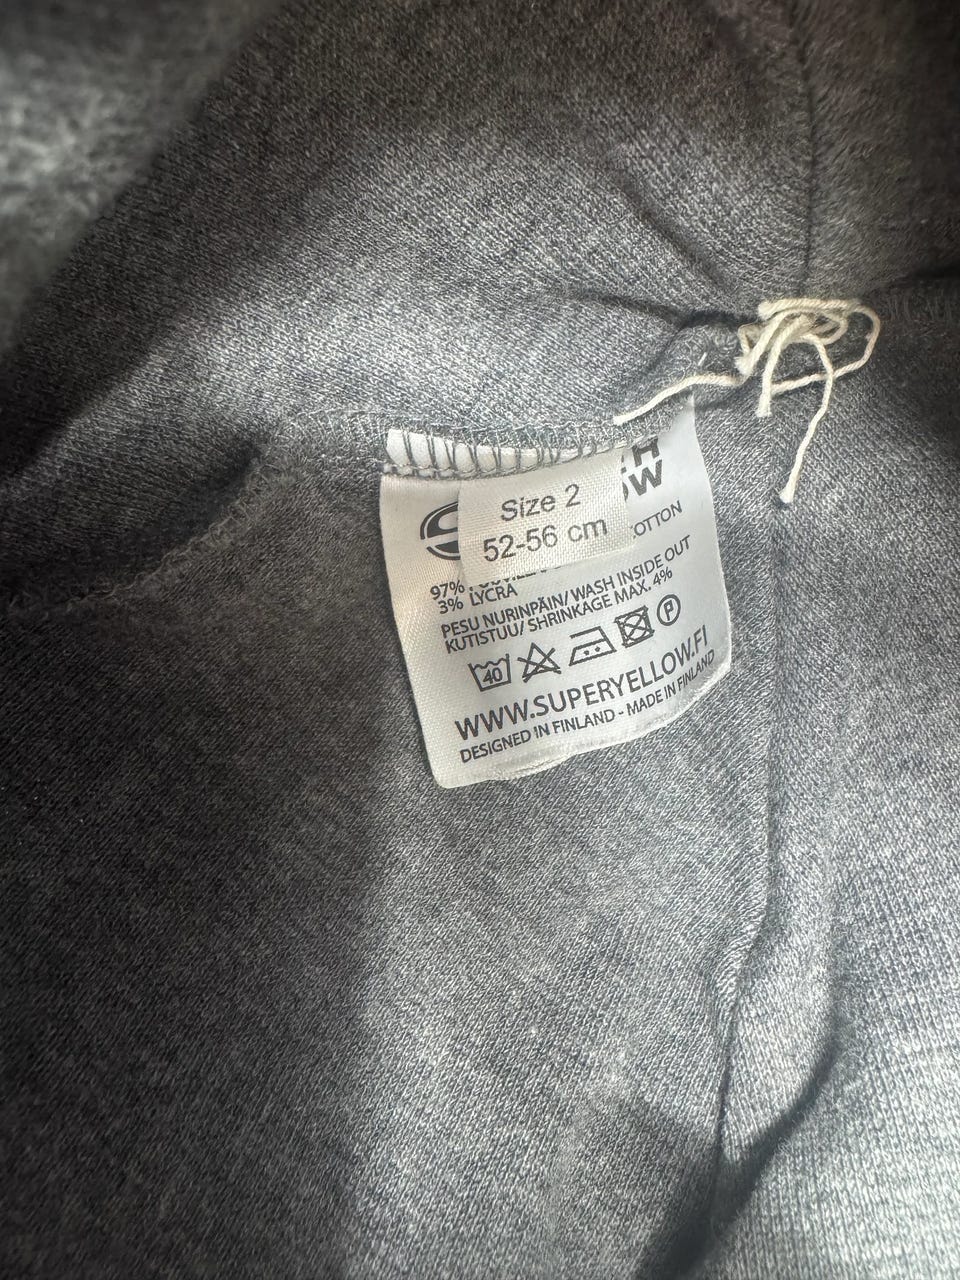 Size 2
52-56 cm
OW
COTTON
97%
3% LYCRA
PESU NURINPÄIN/ WASH INSIDE OUT
KUTISTUU/ SHRINKAGE MAX. 4%
40 P
WWW.SUPERYELLOW.FI
DESIGNED IN FINLAND - MADE IN FINLAND